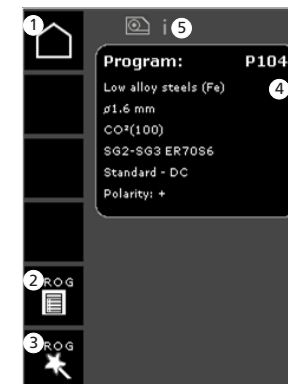 1
i 5
Program: P104
Low alloy steels (Fe)
4
ø1.6 mm
CO²(100)
SG2-SG3 ER70S6
Standard - DC
Polarity: +
2 ROG
3 ROG